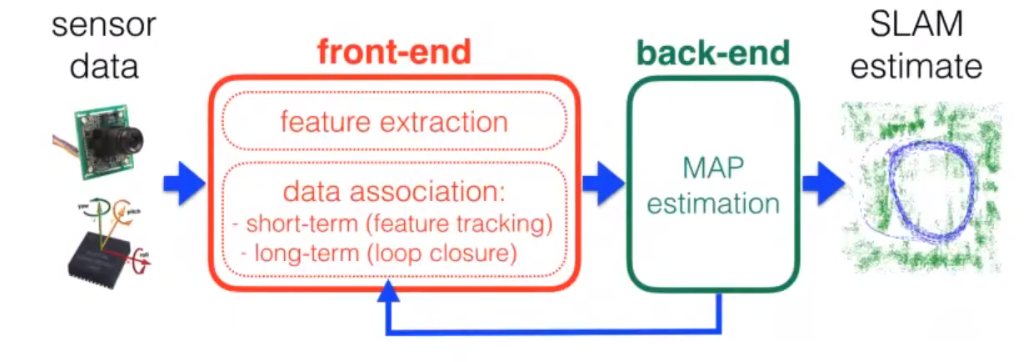 sensor
data
front-end
feature extraction
data association:
- short-term (feature tracking)
- long-term (loop closure)
back-end
MAP
estimation
SLAM
estimate
yaw
pitch
roll